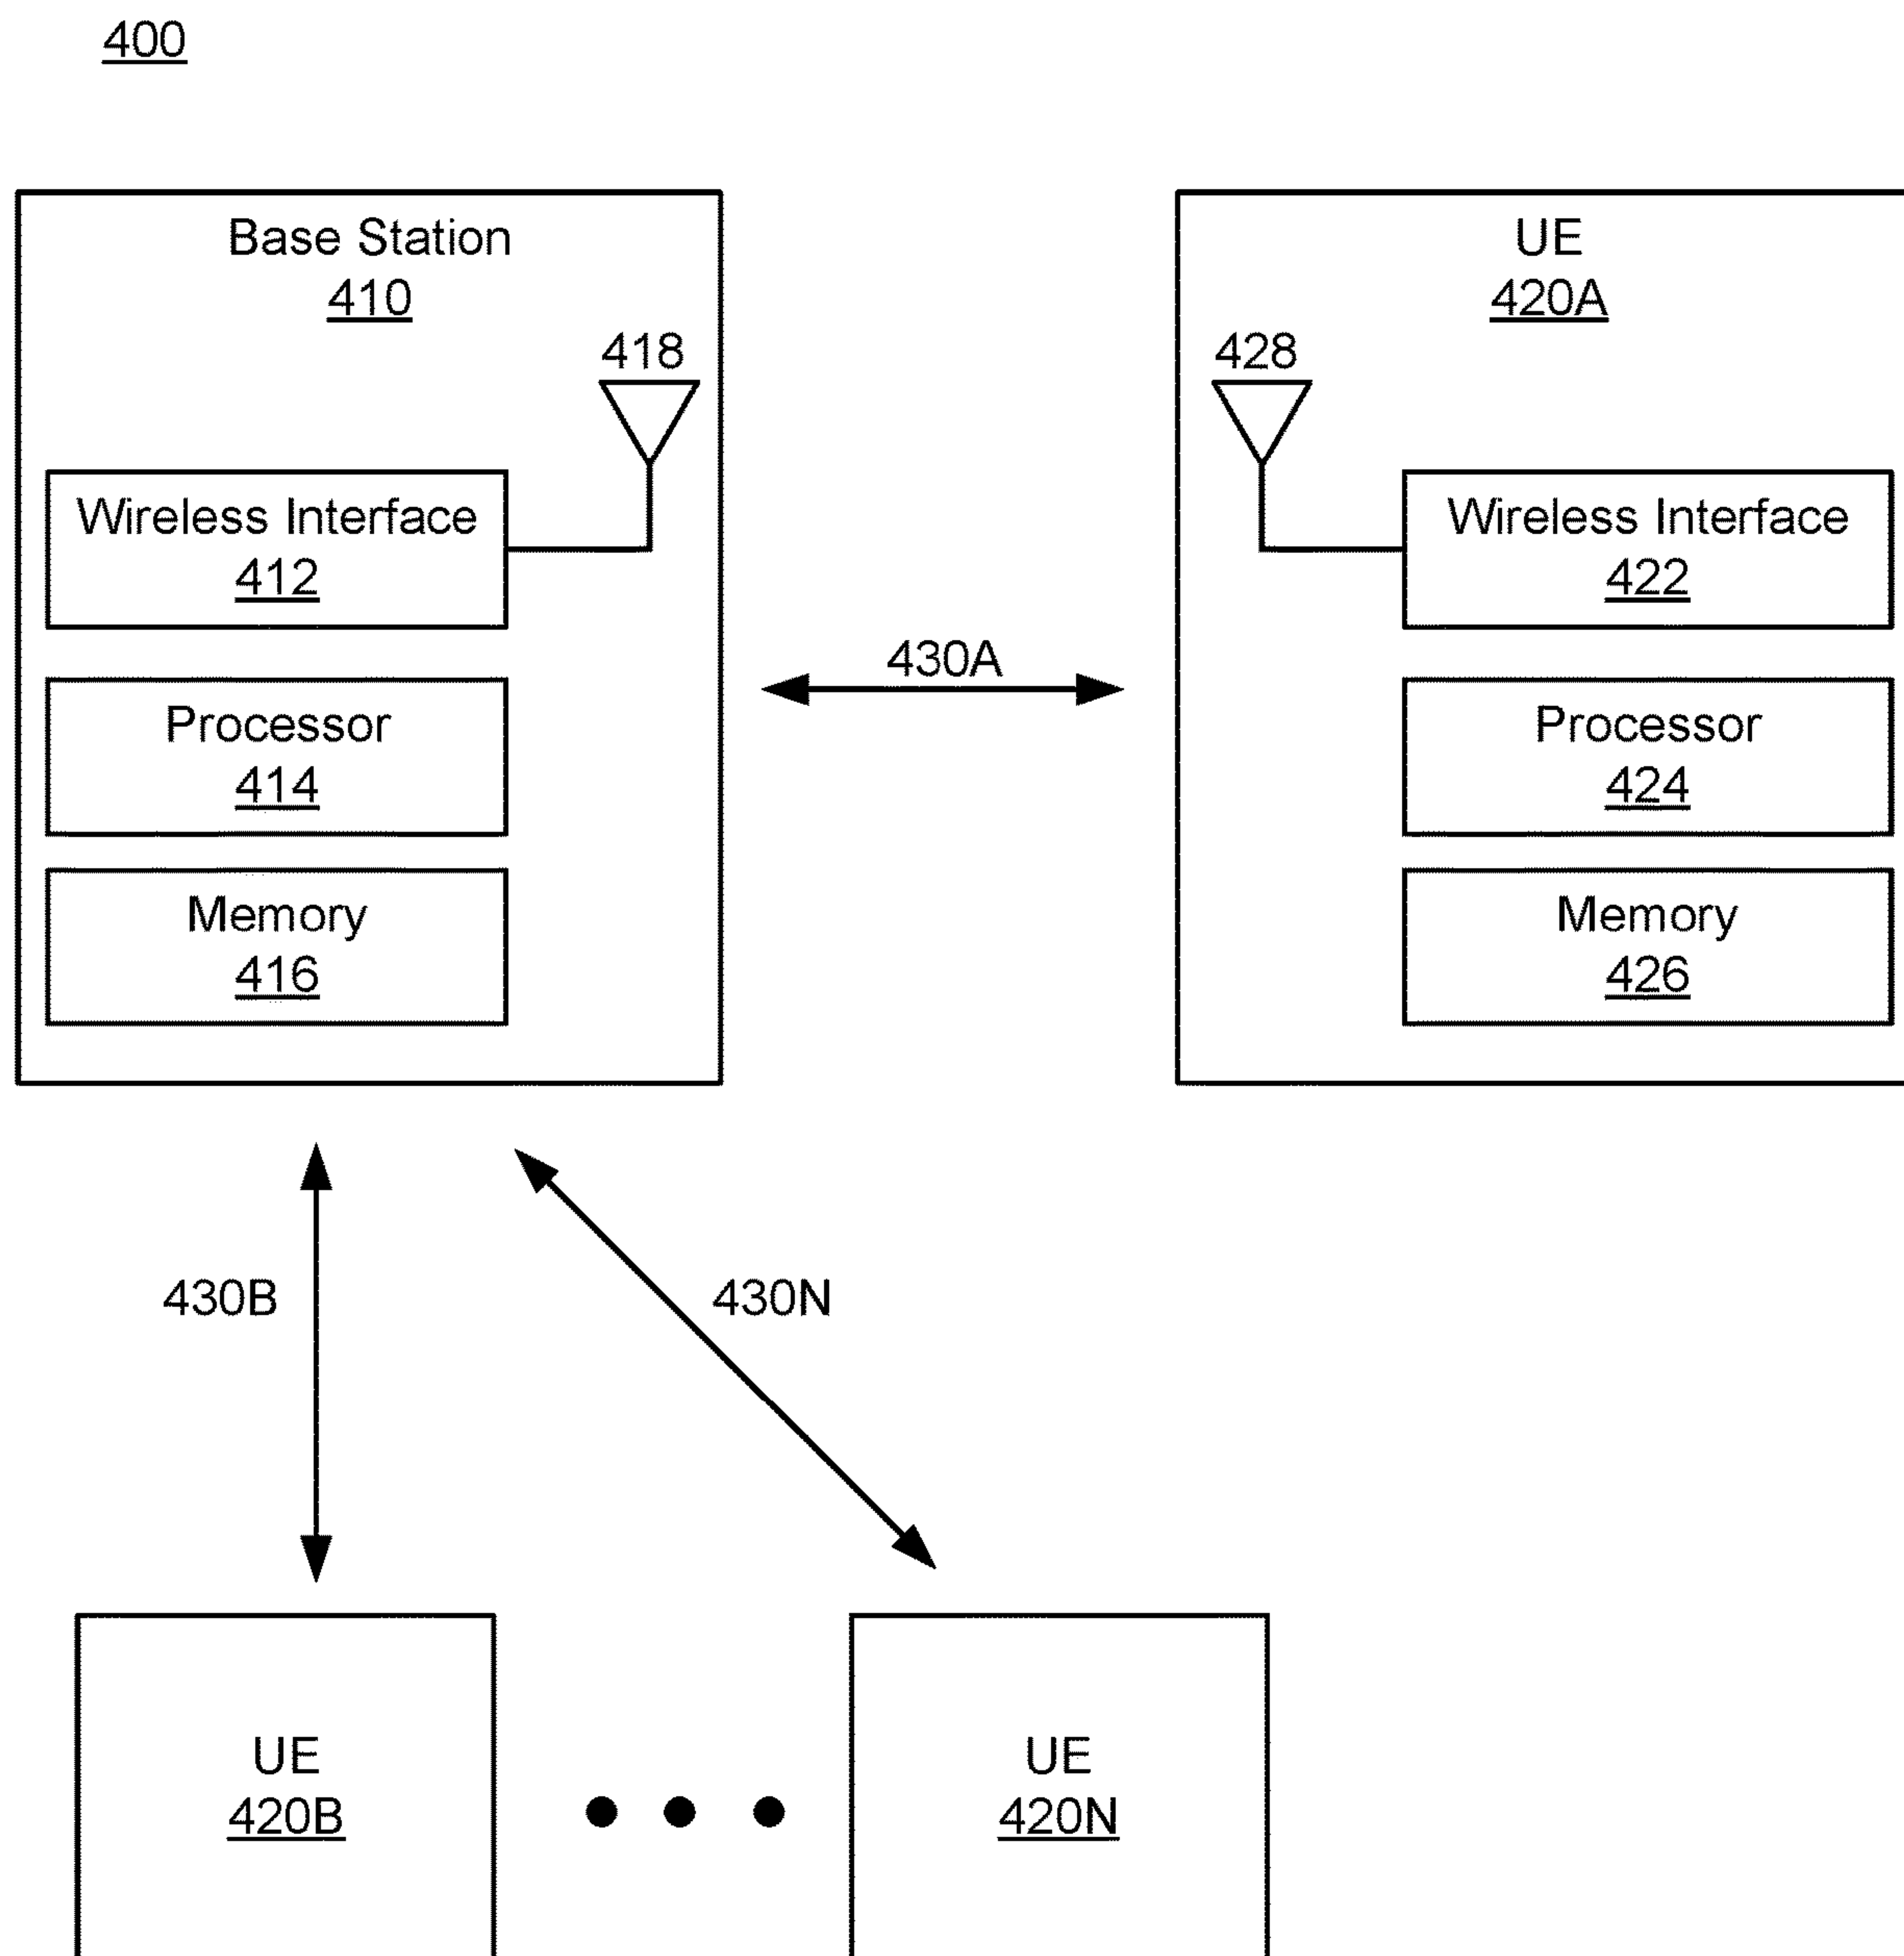 400
Base Station
410
418
Wireless Interface
412
Processor
414
Memory
416
430A
UE
420A
428
Wireless Interface
422
Processor
424
Memory
426
430B
430N
UE
420B
UE
420N